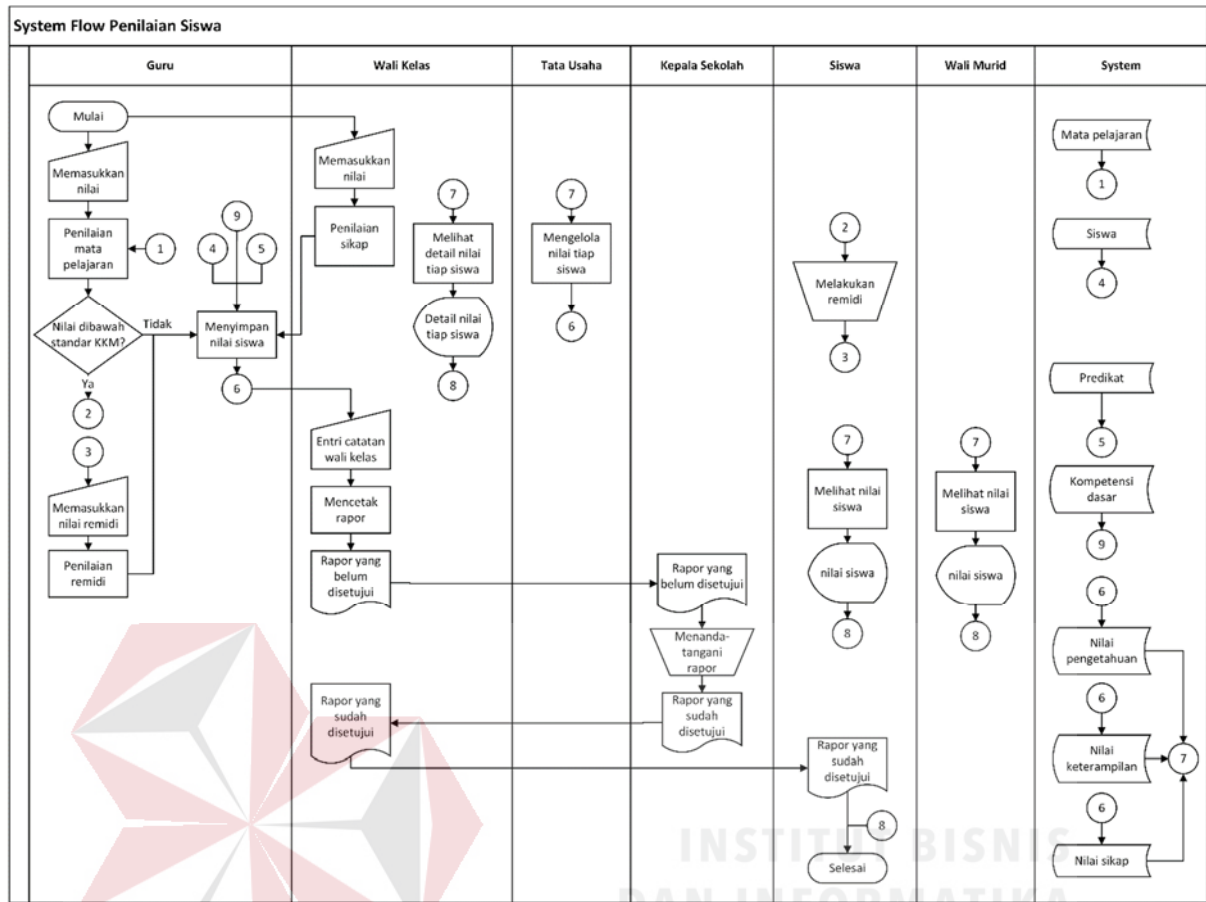 System Flow Penilaian Siswa
Guru
Wali Kelas
Tata Usaha
Kepala Sekolah
Siswa
Wali Murid
System
Mulai
Memasukkan
nilai
Penilaian
mata
pelajaran
1
Nilai dibawah
standar KKM?
Tidak
Ya
2
3
Memasukkan
nilai remidi
Penilaian
remidi
9
4
5
Menyimpan
nilai siswa
6
Memasukkan
nilai
Penilaian
sikap
7
Melihat
detail nilai
tiap siswa
Detail nilai
tiap siswa
8
Entri catatan
wali kelas
Mencetak
rapor
Rapor yang
belum
disetujui
Rapor yang
sudah
disetujui
7
Mengelola
nilai tiap
siswa
6
Rapor yang
belum disetujui
Menanda-
tangani
rapor
Rapor yang
sudah
disetujui
2
Melakukan
remidi
3
7
Melihat nilai
siswa
nilai siswa
8
Rapor yang
sudah
disetujui
8
Selesai
7
Melihat nilai
siswa
nilai siswa
8
Mata pelajaran
1
Siswa
4
Predikat
5
Kompetensi
dasar
9
6
Nilai
pengetahuan
6
Nilai
keterampilan
7
6
Nilai sikap
INSTITUT BISNIS
DAN INFORMATIKA